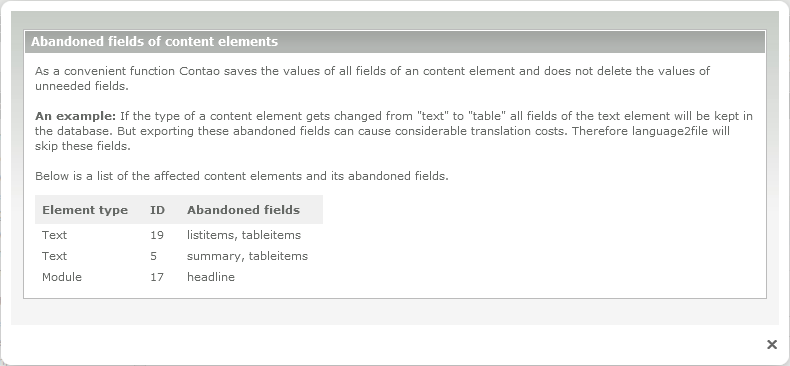 Abandoned fields of content elements
As a convenient function Contao saves the values of all fields of an content element and does not delete the values of
unneeded fields.
An example: If the type of a content element gets changed from "text" to "table" all fields of the text element will be kept in
the database. But exporting these abandoned fields can cause considerable translation costs. Therefore language2file will
skip these fields.
Below is a list of the affected content elements and its abandoned fields.
Element type ID Abandoned fields
Text 19 listitems, tableitems
Text 5 summary, tableitems
Module 17 headline